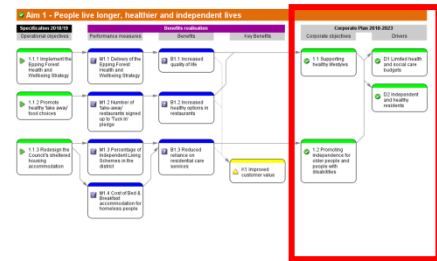 Aim 1 - People live longer, healthier and independent lives
Specification 2018/19
Benefits realisation
Corporate Plan 2018-2023
Operational objectives
Performance measures
Benefits
Key Benefits
Corporate objectives
Drivers
1.1.1 Implement the
Epping Forest
Health and
Wellbeing Strategy
M1.1 Delivery of the
Epping Forest
Health and
Wellbeing Strategy
B1.1 Increased
quality of life
1.1 Supporting
healthy lifestyles
D1 Limited health
and social care
budgets
1.1.2 Promote
healthy 'take away'
food choices
M1.2 Number of
'take-away'
restaurants signed
up to 'Tuck In'
pledge
B1.2 Increased
healthy options in
restaurants
D2 Independent
and healthy
residents
1.1.3 Redesign the
Council's sheltered
housing
accommodation
M1.3 Percentage of
Independent Living
Schemes in the
district
B1.3 Reduced
reliance on
residential care
services
K1 Improved
customer value
1.2 Promoting
independence for
older people and
people with
disabilities
M1.4 Cost of Bed &
Breakfast
accommodation for
homeless people